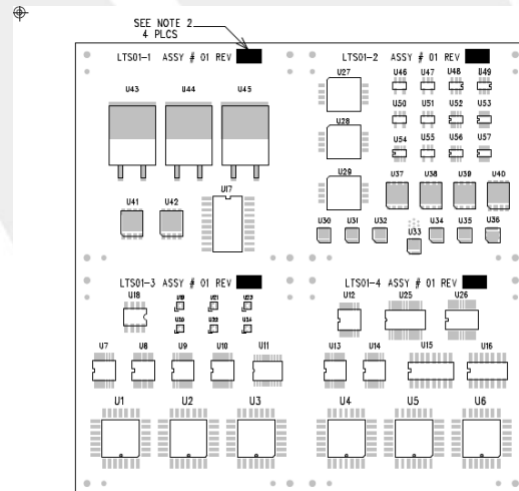 SEE NOTE 2
4 PLCS
LTS01-1 ASSY # 01 REV
LTS01-2 ASSY # 01 REV
U43 U44 U45
U27 U46 U47 U48 U49
U50 U51 U52 U53
U28
U54 U55 U56 U57
U17
U29 U37 U38 U39 U40
U41 U42
U30 U31 U32 U33 U34 U35 U36
LTS01-3 ASSY # 01 REV
LTS01-4 ASSY # 01 REV
U18
U12 U25 U26
U7 U8 U9 U10 U11
U13 U14 U15 U16
U1 U2 U3
U4 U5 U6